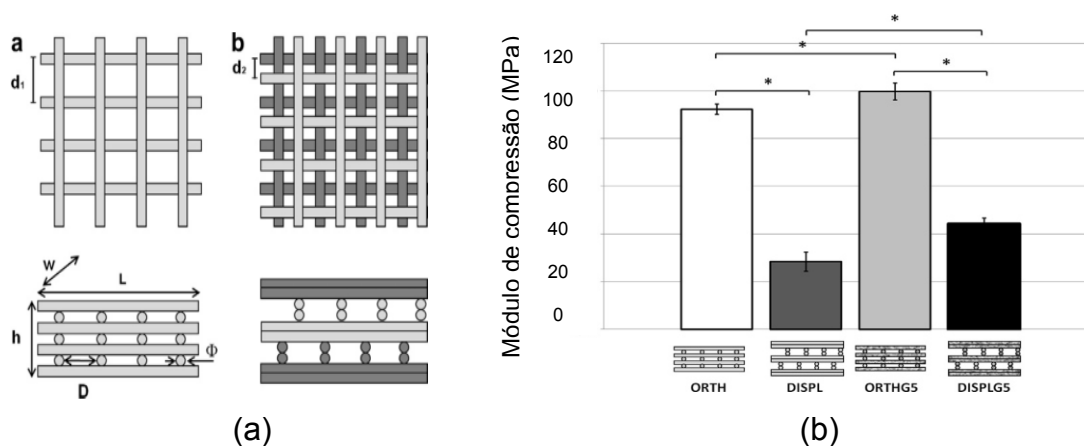 a
d₁
b
d₂
W
L
h
Φ
D
(a)
Módulo de compressão (MPa)
120
100
80
60
40
20
0
*
*
*
*
ORTH DISPL ORTHG5 DISPLG5
(b)